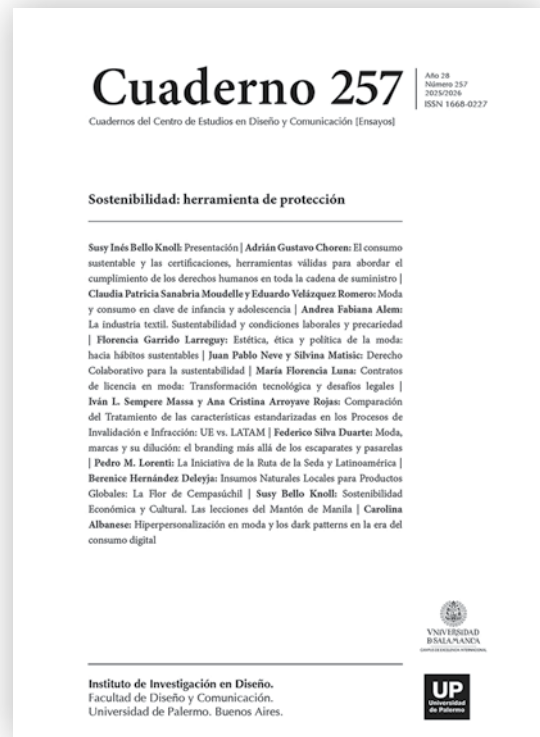 Cuaderno 257
Año 28
Número 257
2025/2026
ISSN 1668-0227
Cuadernos del Centro de Estudios en Diseño y Comunicación [Ensayos]
Sostenibilidad: herramienta de protección
Susy Inés Bello Knoll: Presentación | Adrián Gustavo Choren: El consumo
sustentable y las certificaciones, herramientas válidas para abordar el
cumplimiento de los derechos humanos en toda la cadena de suministro |
Claudia Patricia Sanabria Moudelle y Eduardo Velázquez Romero: Moda
y consumo en clave de infancia y adolescencia | Andrea Fabiana Alem:
La industria textil. Sustentabilidad y condiciones laborales y precariedad
| Florencia Garrido Larreguy: Estética, ética y política de la moda:
hacia hábitos sustentables | Juan Pablo Neve y Silvina Matisic: Derecho
Colaborativo para la sustentabilidad | María Florencia Luna: Contratos
de licencia en moda: Transformación tecnológica y desafíos legales |
Iván L. Sempere Massa y Ana Cristina Arroyave Rojas: Comparación
del Tratamiento de las características estandarizadas en los Procesos de
Invalidación e Infracción: UE vs. LATAM | Federico Silva Duarte: Moda,
marcas y su dilución: el branding más allá de los escaparates y pasarelas
| Pedro M. Lorenti: La Iniciativa de la Ruta de la Seda y Latinoamérica |
Berenice Hernández Deleyja: Insumos Naturales Locales para Productos
Globales: La Flor de Cempasúchil | Susy Bello Knoll: Sostenibilidad
Económica y Cultural. Las lecciones del Mantón de Manila | Carolina
Albanese: Hiperpersonalización en moda y los dark patterns en la era del
consumo digital
VNIVERSIDAD
D SALAMANCA
CAMPUS DE EXCELENCIA INTERNACIONAL
Instituto de Investigación en Diseño.
Facultad de Diseño y Comunicación.
Universidad de Palermo. Buenos Aires.
UP
Universidad
de Palermo